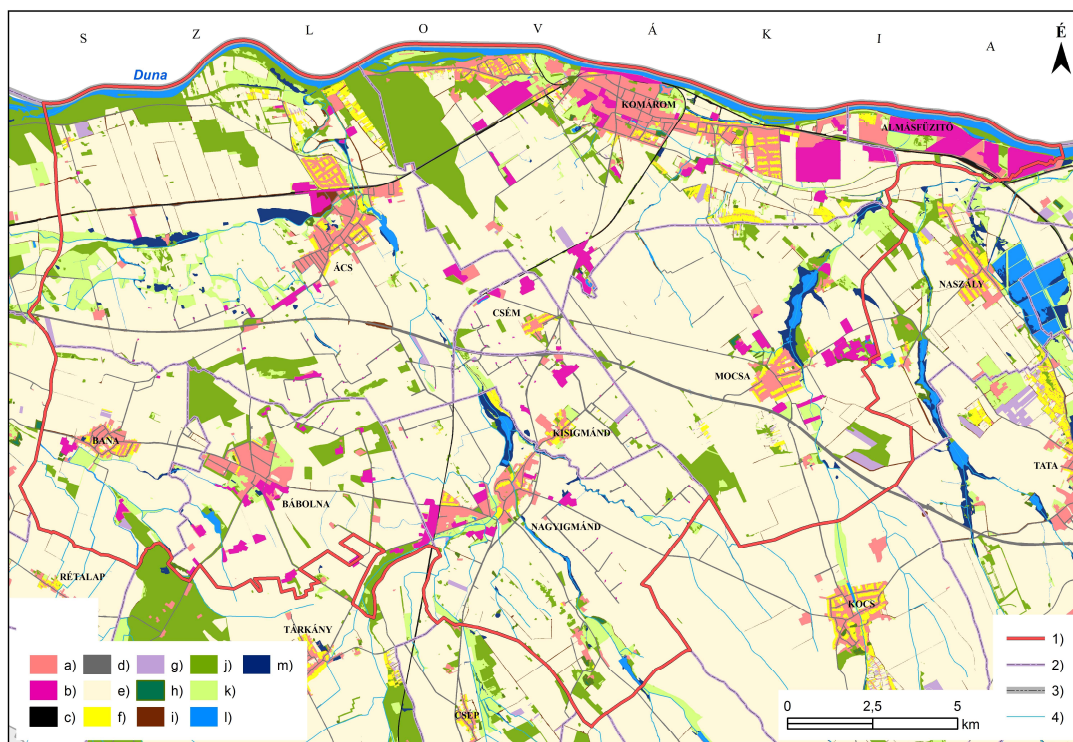 S Z L O V Á K I A
É
Duna
KOMÁROM
ALMÁSFÜZITŐ
ÁCS
NASZÁLY
CSÉM
MOCSA
BANA
KISIGMÁND
TATA
BÁBOLNA
NAGYIGMÁND
RÉTALAP
KOCS
TÁRKÁNY
CSÉP
a) d) g) j) m)
b) e) h) k)
c) f) i) l)
1)
2)
3)
4)
0 2,5 5
km